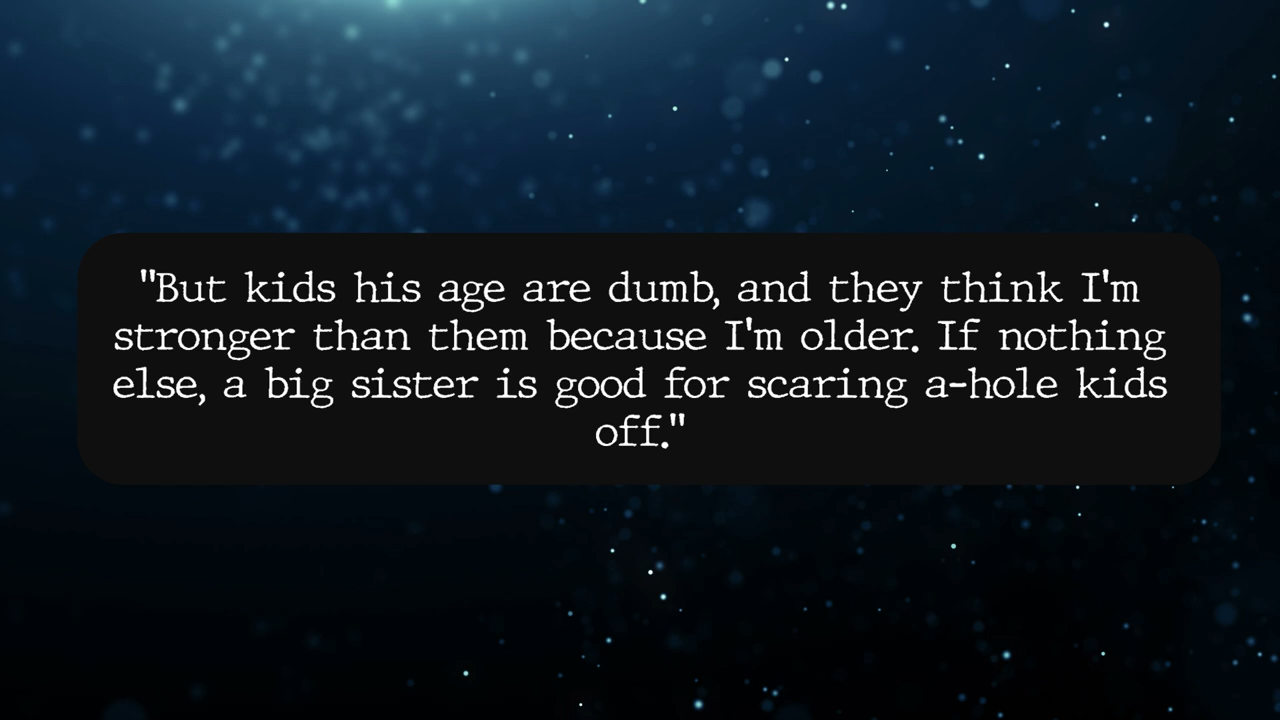 "But kids his age are dumb, and they think I'm
stronger than them because I'm older. If nothing
else, a big sister is good for scaring a-hole kids
off."